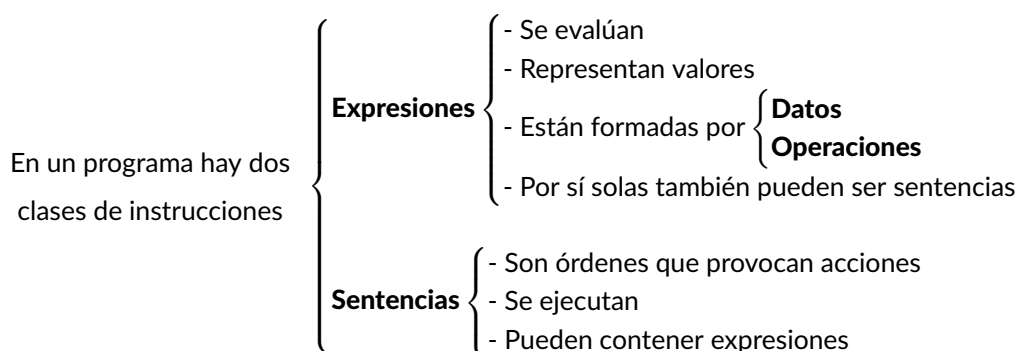 En un programa hay dos
clases de instrucciones
Expresiones
- Se evalúan
- Representan valores
- Están formadas por
Datos
Operaciones
- Por sí solas también pueden ser sentencias
Sentencias
- Son órdenes que provocan acciones
- Se ejecutan
- Pueden contener expresiones